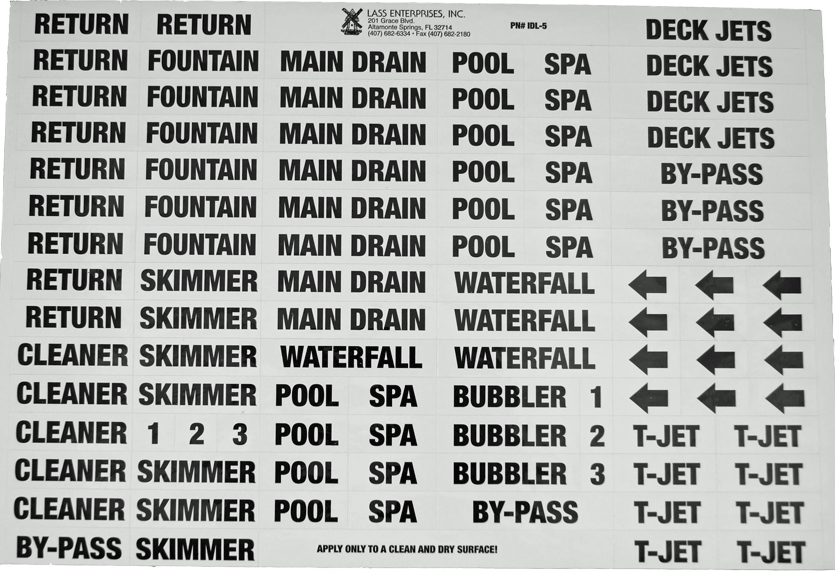 RETURN RETURN LASS ENTERPRISES, INC. PN# IDL-5 DECK JETS
201 Grace Blvd.
Altamonte Springs, FL 32714
(407) 682-6334 • Fax (407) 682-2180
RETURN FOUNTAIN MAIN DRAIN POOL SPA DECK JETS
RETURN FOUNTAIN MAIN DRAIN POOL SPA DECK JETS
RETURN FOUNTAIN MAIN DRAIN POOL SPA DECK JETS
RETURN FOUNTAIN MAIN DRAIN POOL SPA BY-PASS
RETURN FOUNTAIN MAIN DRAIN POOL SPA BY-PASS
RETURN FOUNTAIN MAIN DRAIN POOL SPA BY-PASS
RETURN SKIMMER MAIN DRAIN WATERFALL
RETURN SKIMMER MAIN DRAIN WATERFALL
CLEANER SKIMMER WATERFALL WATERFALL
CLEANER SKIMMER POOL SPA BUBBLER 1
CLEANER 1 2 3 POOL SPA BUBBLER 2 T-JET T-JET
CLEANER SKIMMER POOL SPA BUBBLER 3 T-JET T-JET
CLEANER SKIMMER POOL SPA BY-PASS T-JET T-JET
BY-PASS SKIMMER APPLY ONLY TO A CLEAN AND DRY SURFACE! T-JET T-JET